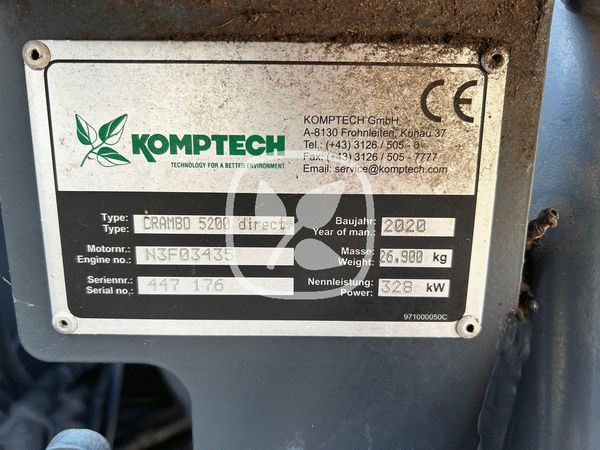 KOMPTECH
TECHNOLOGY FOR A BETTER ENVIRONMENT
KOMPTECH GmbH
A-8130 Frohnleiten, Kühau 37
Tel.: (+43) 3126 / 505 - 0
Fax: (+43) 3126 / 505 - 7777
Email: service@komptech.com
CE
Type: CRAMBO 5200 direct
Type:
Baujahr: 2020
Year of man.:
Motornr.: N3F03435
Engine no.:
Masse: 26.900 kg
Weight:
Seriennr.: 447 176
Serial no.:
Nennleistung: 328 kW
Power:
971000050C